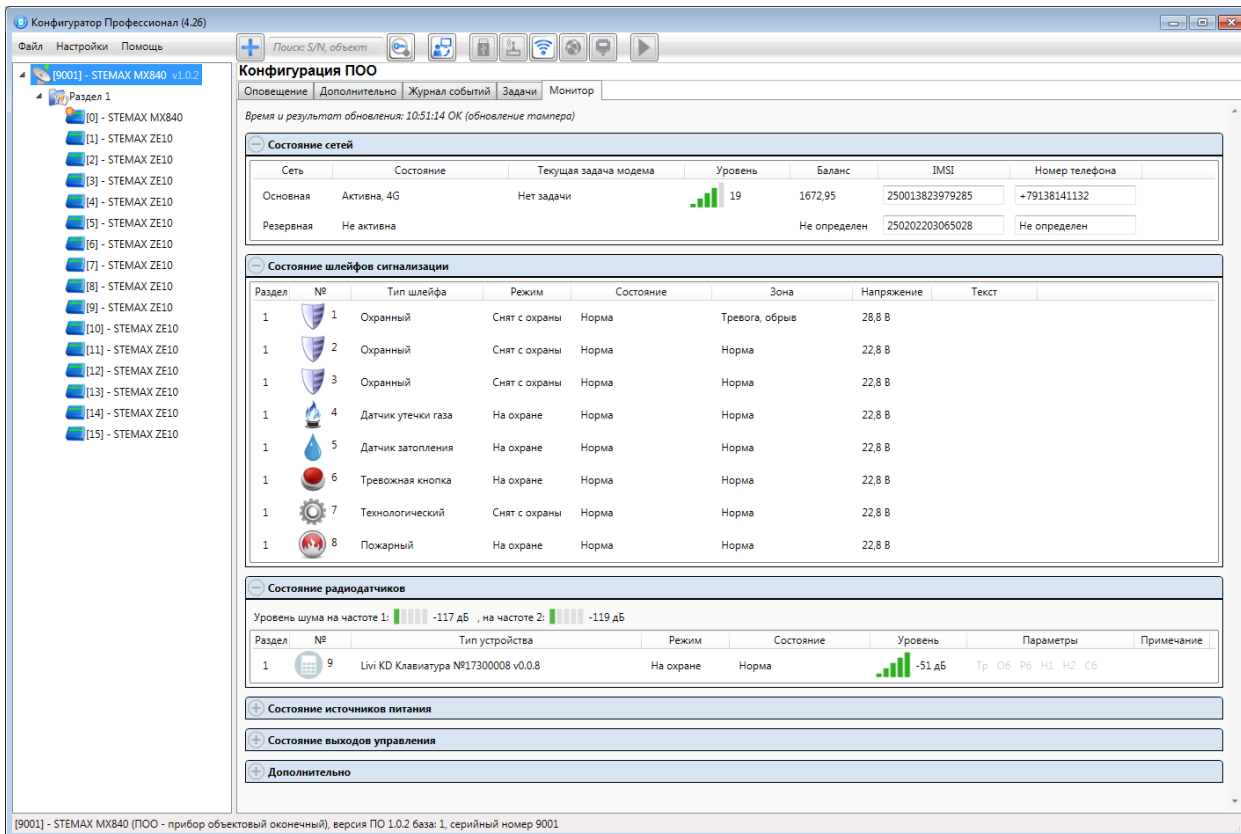 Конфигуратор Профессионал (4.26)
Файл Настройки Помощь
Поиск: S/N, объект
[9001] - STEMAX MX840 v1.0.2
Раздел 1
[0] - STEMAX MX840
[1] - STEMAX ZE10
[2] - STEMAX ZE10
[3] - STEMAX ZE10
[4] - STEMAX ZE10
[5] - STEMAX ZE10
[6] - STEMAX ZE10
[7] - STEMAX ZE10
[8] - STEMAX ZE10
[9] - STEMAX ZE10
[10] - STEMAX ZE10
[11] - STEMAX ZE10
[12] - STEMAX ZE10
[13] - STEMAX ZE10
[14] - STEMAX ZE10
[15] - STEMAX ZE10
Конфигурация ПОО
Оповещение Дополнительно Журнал событий Задачи Монитор
Время и результат обновления: 10:51:14 OK (обновление тампера)
Состояние сетей
Сеть Состояние Текущая задача модема Уровень Баланс IMSI Номер телефона
Основная Активна, 4G Нет задачи 19 1672,95 250013823979285 +79138141132
Резервная Не активна Не определен 250202203065028 Не определен
Состояние шлейфов сигнализации
Раздел № Тип шлейфа Режим Состояние Зона Напряжение Текст
1 1 Охранный Снят с охраны Норма Тревога, обрыв 28,8 В
1 2 Охранный Снят с охраны Норма Норма 22,8 В
1 3 Охранный Снят с охраны Норма Норма 22,8 В
1 4 Датчик утечки газа На охране Норма Норма 22,8 В
1 5 Датчик затопления На охране Норма Норма 22,8 В
1 6 Тревожная кнопка На охране Норма Норма 22,8 В
1 7 Технологический Снят с охраны Норма Норма 22,8 В
1 8 Пожарный На охране Норма Норма 22,8 В
Состояние радиодатчиков
Уровень шума на частоте 1: -117 дБ , на частоте 2: -119 дБ
Раздел № Тип устройства Режим Состояние Уровень Параметры Примечание
1 9 Livi KD Клавиатура №17300008 v0.0.8 На охране Норма -51 дБ Тр Об Рб Н1 Н2 Сб
Состояние источников питания
Состояние выходов управления
Дополнительно
[9001] - STEMAX MX840 (ПОО - прибор объектовый оконечный), версия ПО 1.0.2 база: 1, серийный номер 9001